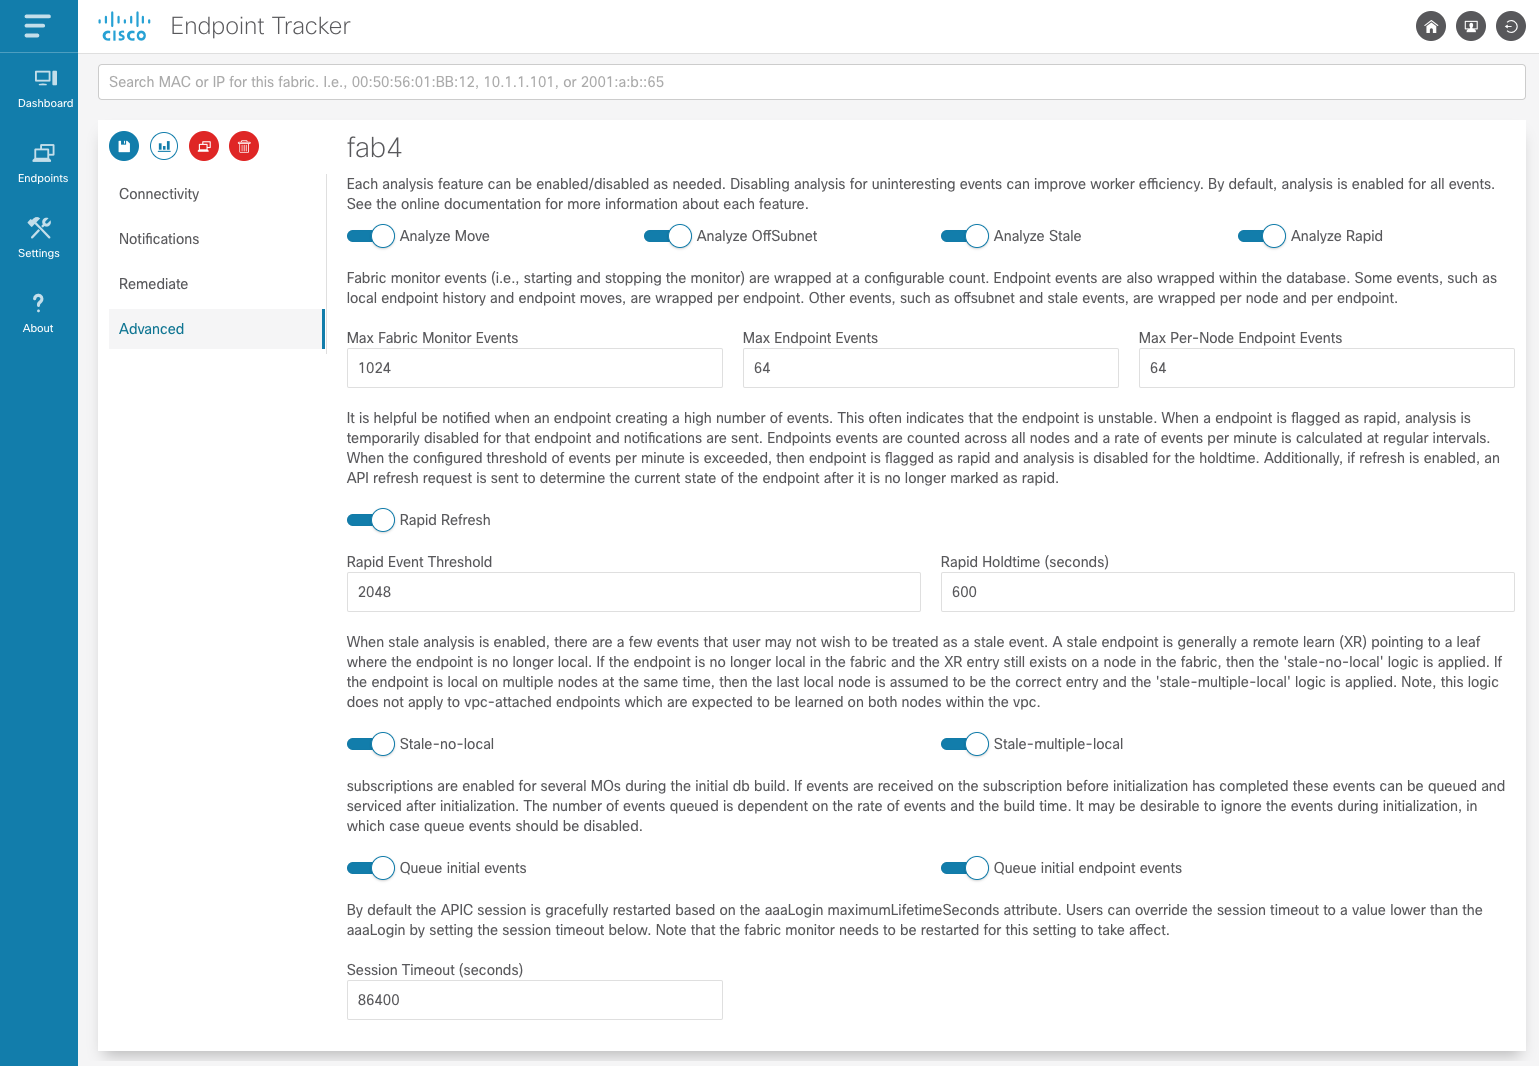 cisco
Endpoint Tracker
Search MAC or IP for this fabric. I.e., 00:50:56:01:BB:12, 10.1.1.101, or 2001:a:b::65
Dashboard
Endpoints
Settings
?
About
Connectivity
Notifications
Remediate
Advanced
fab4
Each analysis feature can be enabled/disabled as needed. Disabling analysis for uninteresting events can improve worker efficiency. By default, analysis is enabled for all events.
See the online documentation for more information about each feature.
Analyze Move Analyze OffSubnet Analyze Stale Analyze Rapid
Fabric monitor events (i.e., starting and stopping the monitor) are wrapped at a configurable count. Endpoint events are also wrapped within the database. Some events, such as
local endpoint history and endpoint moves, are wrapped per endpoint. Other events, such as offsubnet and stale events, are wrapped per node and per endpoint.
Max Fabric Monitor Events Max Endpoint Events Max Per-Node Endpoint Events
1024 64 64
It is helpful be notified when an endpoint creating a high number of events. This often indicates that the endpoint is unstable. When a endpoint is flagged as rapid, analysis is
temporarily disabled for that endpoint and notifications are sent. Endpoints events are counted across all nodes and a rate of events per minute is calculated at regular intervals.
When the configured threshold of events per minute is exceeded, then endpoint is flagged as rapid and analysis is disabled for the holdtime. Additionally, if refresh is enabled, an
API refresh request is sent to determine the current state of the endpoint after it is no longer marked as rapid.
Rapid Refresh
Rapid Event Threshold Rapid Holdtime (seconds)
2048 600
When stale analysis is enabled, there are a few events that user may not wish to be treated as a stale event. A stale endpoint is generally a remote learn (XR) pointing to a leaf
where the endpoint is no longer local. If the endpoint is no longer local in the fabric and the XR entry still exists on a node in the fabric, then the 'stale-no-local' logic is applied. If
the endpoint is local on multiple nodes at the same time, then the last local node is assumed to be the correct entry and the 'stale-multiple-local' logic is applied. Note, this logic
does not apply to vpc-attached endpoints which are expected to be learned on both nodes within the vpc.
Stale-no-local Stale-multiple-local
subscriptions are enabled for several MOs during the initial db build. If events are received on the subscription before initialization has completed these events can be queued and
serviced after initialization. The number of events queued is dependent on the rate of events and the build time. It may be desirable to ignore the events during initialization, in
which case queue events should be disabled.
Queue initial events Queue initial endpoint events
By default the APIC session is gracefully restarted based on the aaaLogin maximumLifetimeSeconds attribute. Users can override the session timeout to a value lower than the
aaaLogin by setting the session timeout below. Note that the fabric monitor needs to be restarted for this setting to take affect.
Session Timeout (seconds)
86400